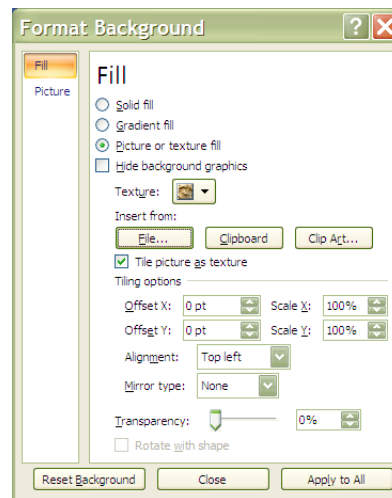 Format Background
Fill
Picture
Fill
Solid fill
Gradient fill
Picture or texture fill
Hide background graphics
Texture:
Insert from:
File... Clipboard Clip Art...
Tile picture as texture
Tiling options
Offset X: 0 pt Scale X: 100%
Offset Y: 0 pt Scale Y: 100%
Alignment: Top left
Mirror type: None
Transparency: 0%
Rotate with shape
Reset Background Close Apply to All